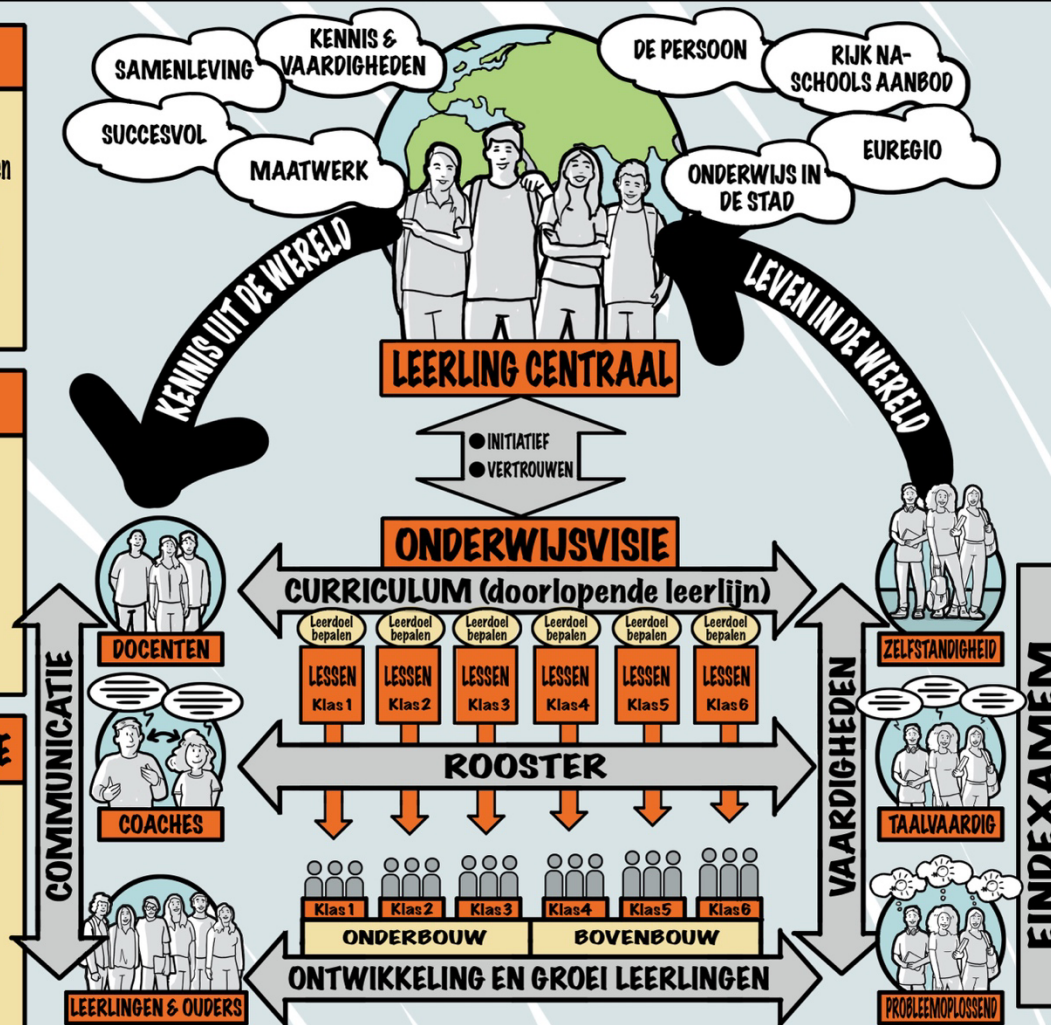 KENNIS &
VAARDIGHEDEN
SAMENLEVING
SUCCESVOL
MAATWERK
DE PERSOON
RIJK NA-
SCHOOLS AANBOD
EUREGIO
ONDERWIJS IN
DE STAD
en
KENNIS UIT DE WERELD
LEVEN IN DE WERELD
LEERLING CENTRAAL
● INITIATIEF
● VERTROUWEN
ONDERWIJSVISIE
CURRICULUM (doorlopende leerlijn)
Leerdoel
bepalen
Leerdoel
bepalen
Leerdoel
bepalen
Leerdoel
bepalen
Leerdoel
bepalen
Leerdoel
bepalen
LESSEN
Klas1
LESSEN
Klas2
LESSEN
Klas3
LESSEN
Klas4
LESSEN
Klas5
LESSEN
Klas6
ROOSTER
Klas1
Klas2
Klas3
Klas4
Klas5
Klas6
ONDERBOUW
BOVENBOUW
ONTWIKKELING EN GROEI LEERLINGEN
E
COMMUNICATIE
DOCENTEN
COACHES
LEERLINGEN & OUDERS
VAARDIGHEDEN
ZELFSTANDIGHEID
TAALVAARDIG
PROBLEEMOPLOSSEND
EINDEXAMEM